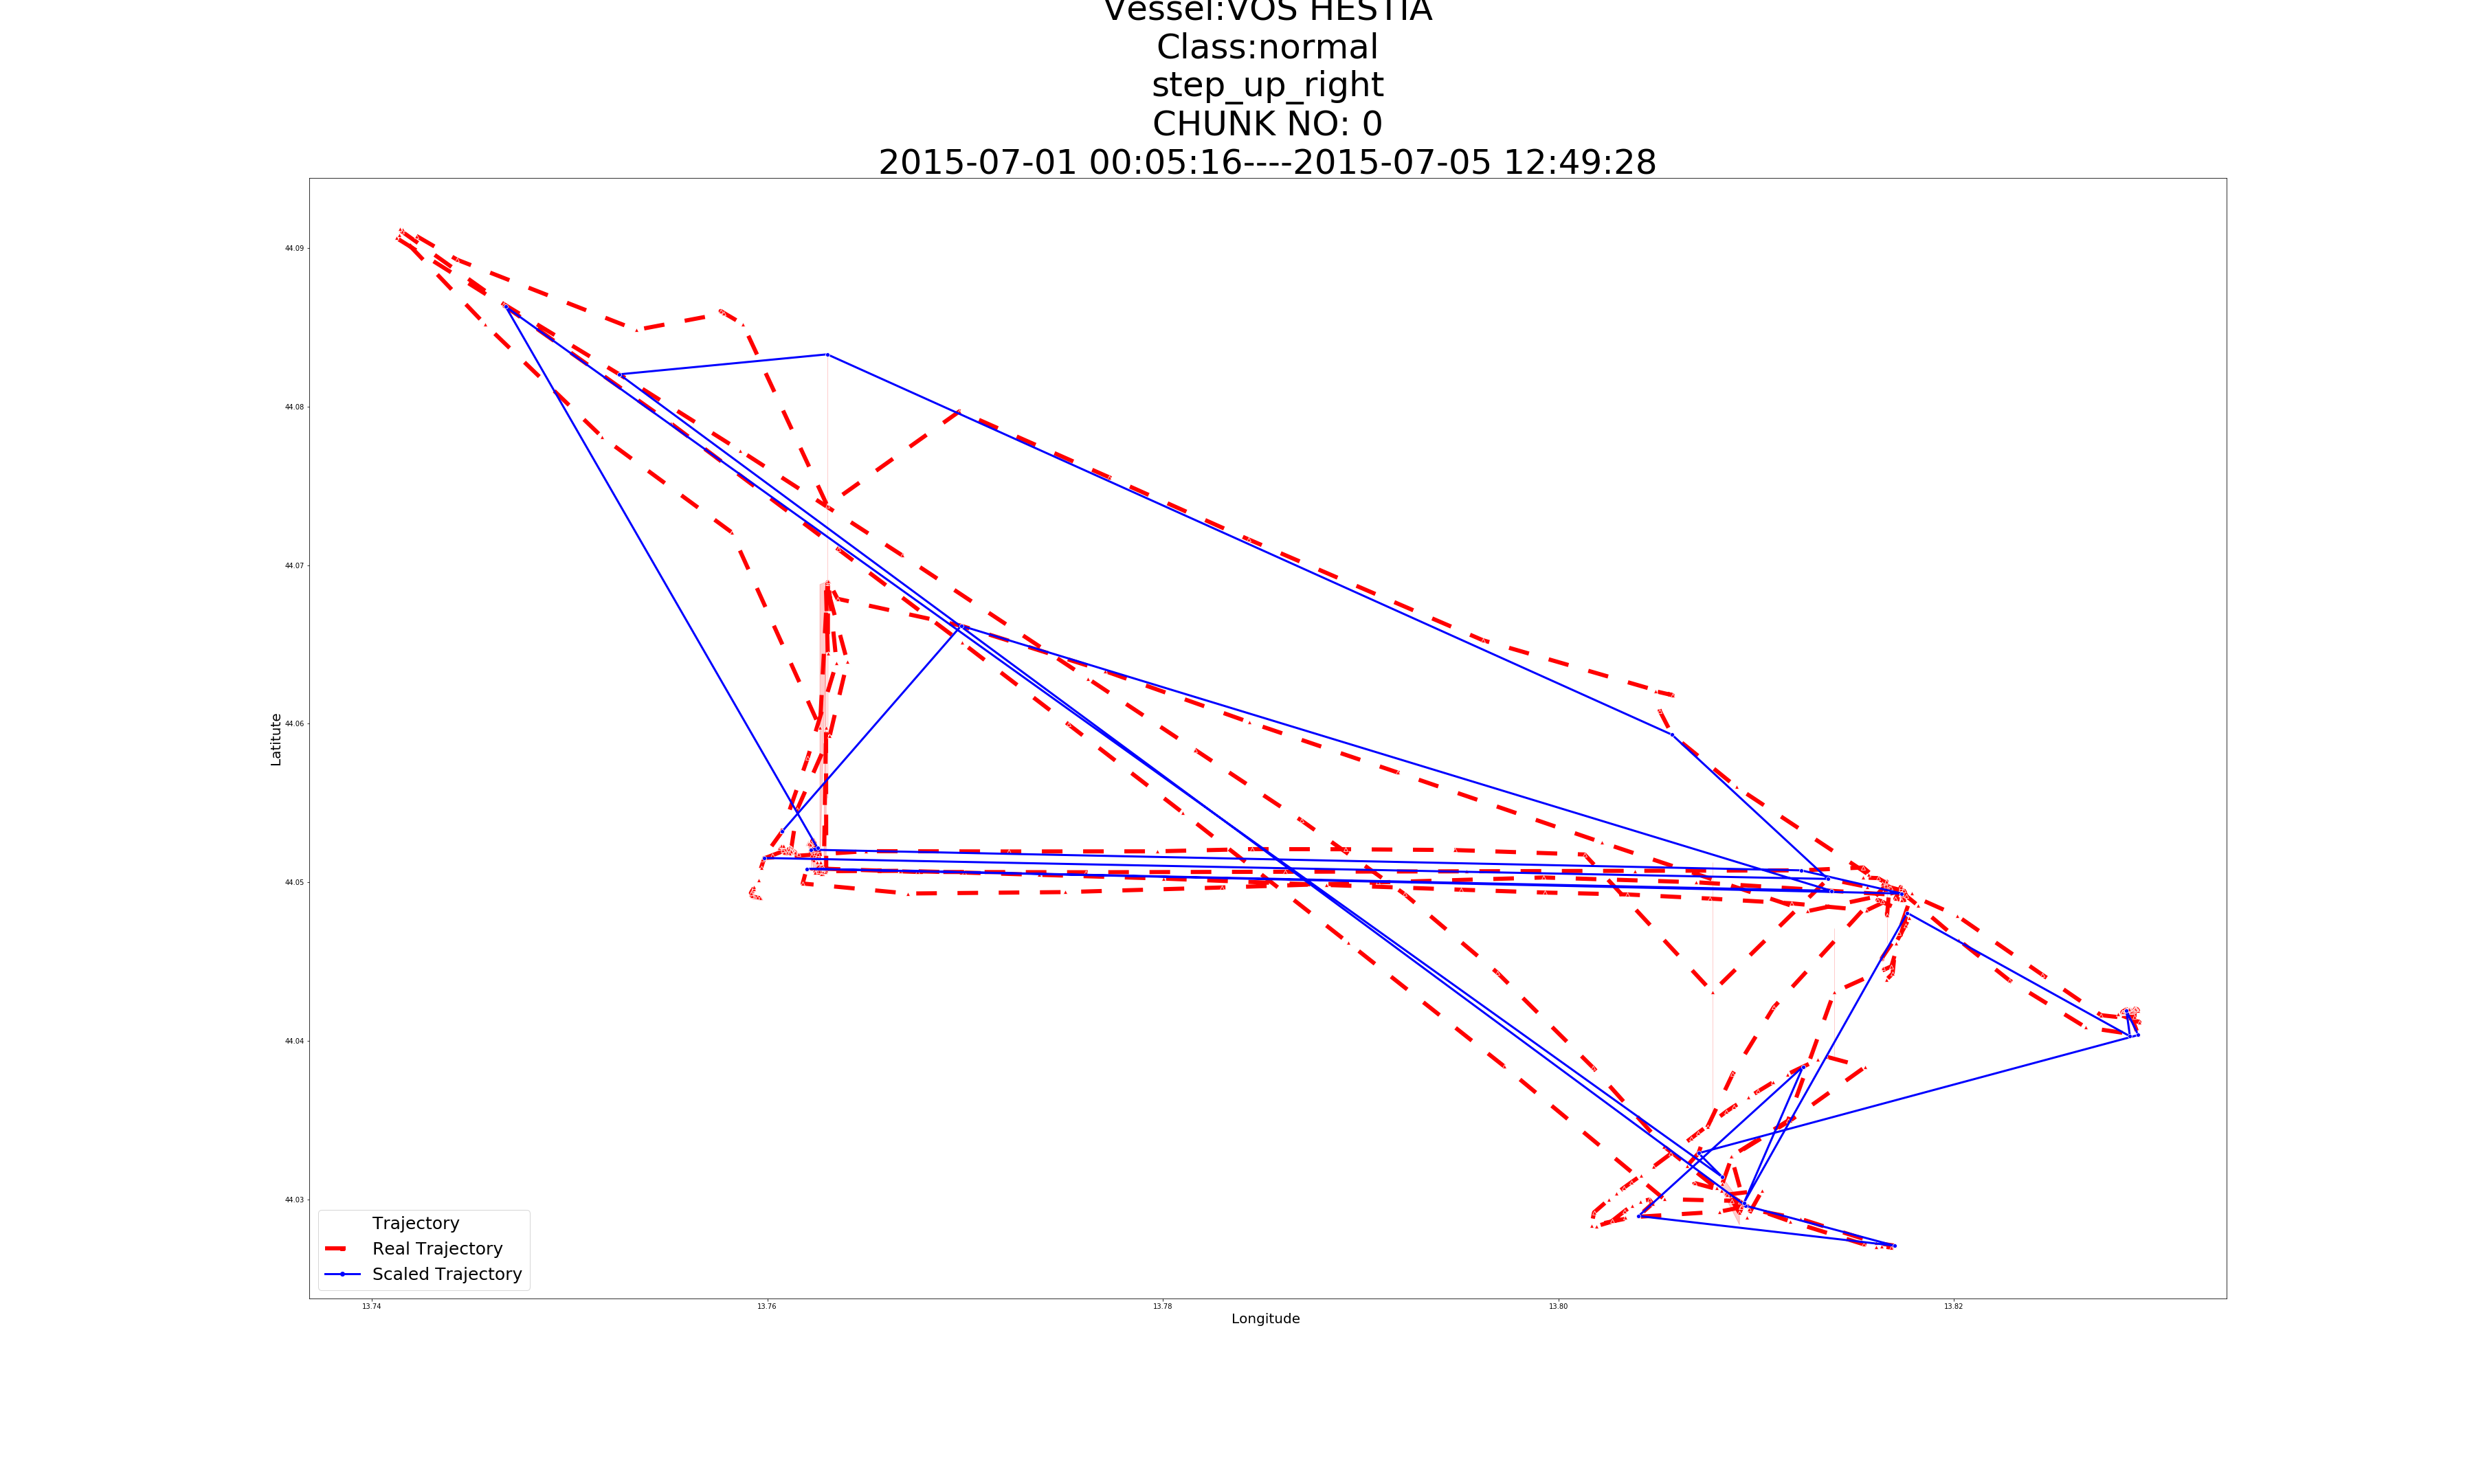 Vessel:VOS HESTIA
Class:normal
step_up_right
CHUNK NO: 0
2015-07-01 00:05:16----2015-07-05 12:49:28
44.09
44.08
44.07
44.06
44.05
44.04
44.03
Latitute
Trajectory
Real Trajectory
Scaled Trajectory
13.74
13.76
13.78
13.80
13.82
Longitude